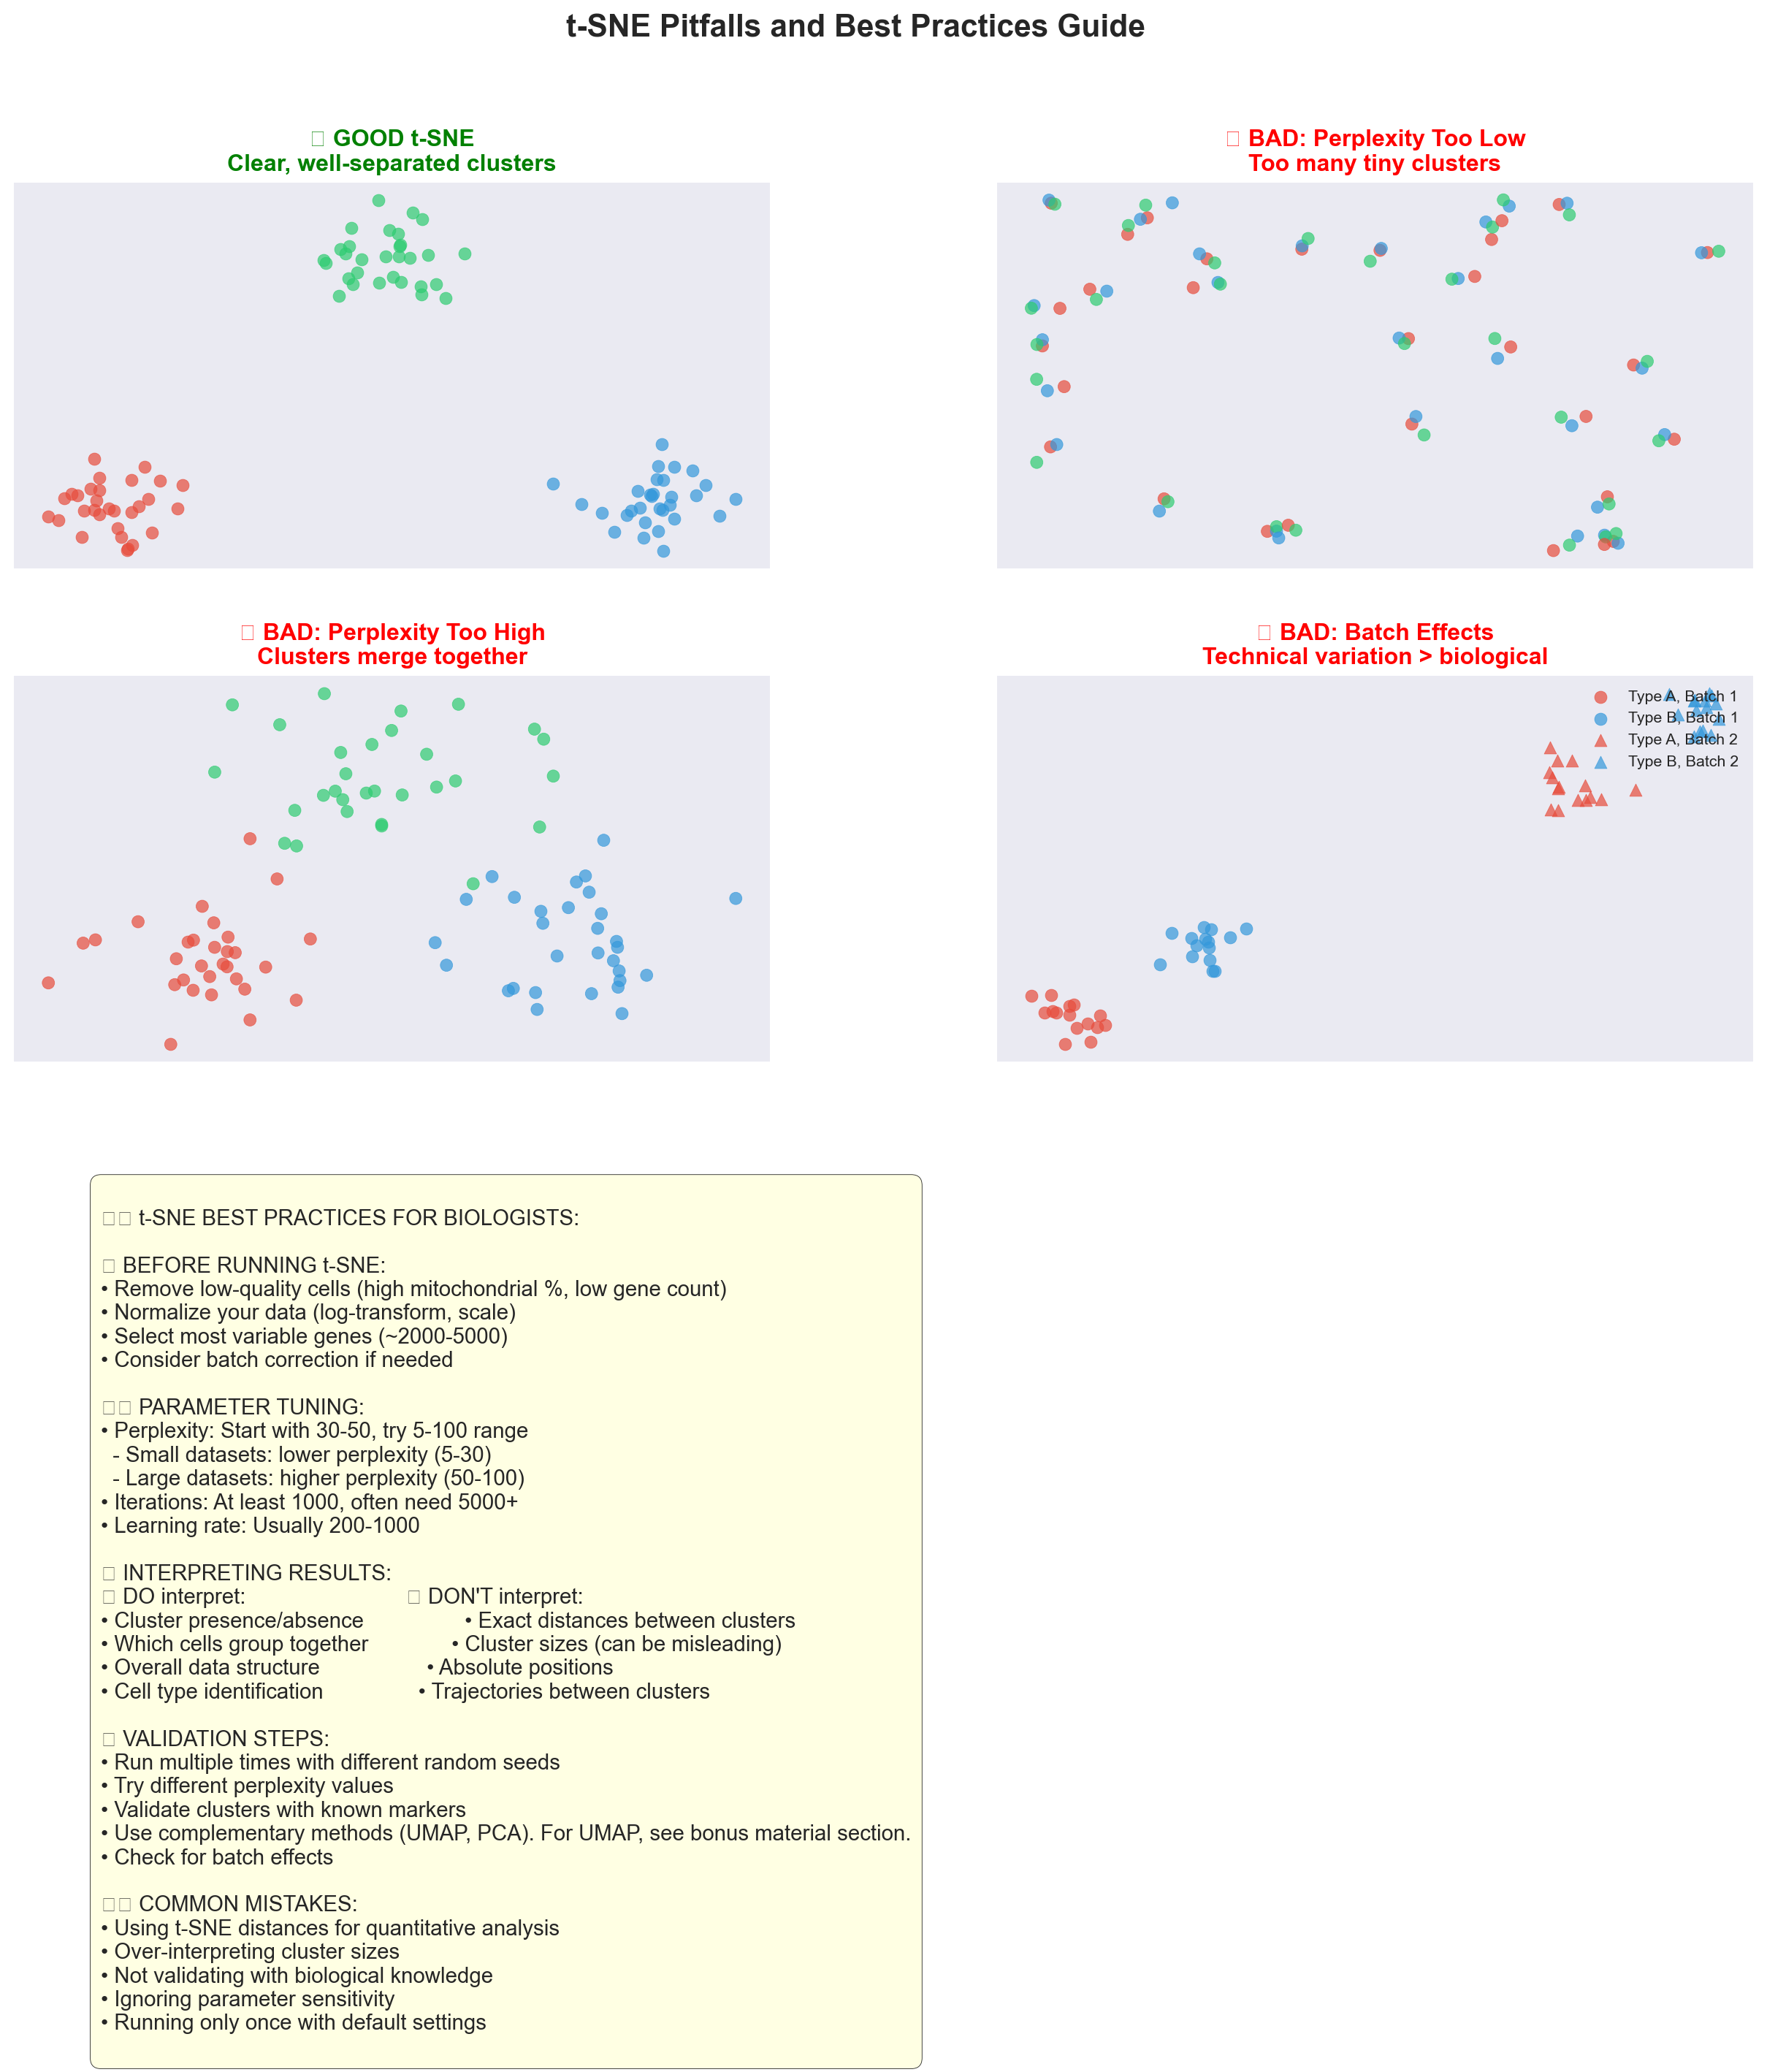 t-SNE Pitfalls and Best Practices Guide
GOOD t-SNE
Clear, well-separated clusters
BAD: Perplexity Too Low
Too many tiny clusters
BAD: Perplexity Too High
Clusters merge together
BAD: Batch Effects
Technical variation > biological
Type A, Batch 1
Type B, Batch 1
Type A, Batch 2
Type B, Batch 2
t-SNE BEST PRACTICES FOR BIOLOGISTS:
BEFORE RUNNING t-SNE:
• Remove low-quality cells (high mitochondrial %, low gene count)
• Normalize your data (log-transform, scale)
• Select most variable genes (~2000-5000)
• Consider batch correction if needed
PARAMETER TUNING:
• Perplexity: Start with 30-50, try 5-100 range
- Small datasets: lower perplexity (5-30)
- Large datasets: higher perplexity (50-100)
• Iterations: At least 1000, often need 5000+
• Learning rate: Usually 200-1000
INTERPRETING RESULTS:
DO interpret: DON'T interpret:
• Cluster presence/absence • Exact distances between clusters
• Which cells group together • Cluster sizes (can be misleading)
• Overall data structure • Absolute positions
• Cell type identification • Trajectories between clusters
VALIDATION STEPS:
• Run multiple times with different random seeds
• Try different perplexity values
• Validate clusters with known markers
• Use complementary methods (UMAP, PCA). For UMAP, see bonus material section.
• Check for batch effects
COMMON MISTAKES:
• Using t-SNE distances for quantitative analysis
• Over-interpreting cluster sizes
• Not validating with biological knowledge
• Ignoring parameter sensitivity
• Running only once with default settings